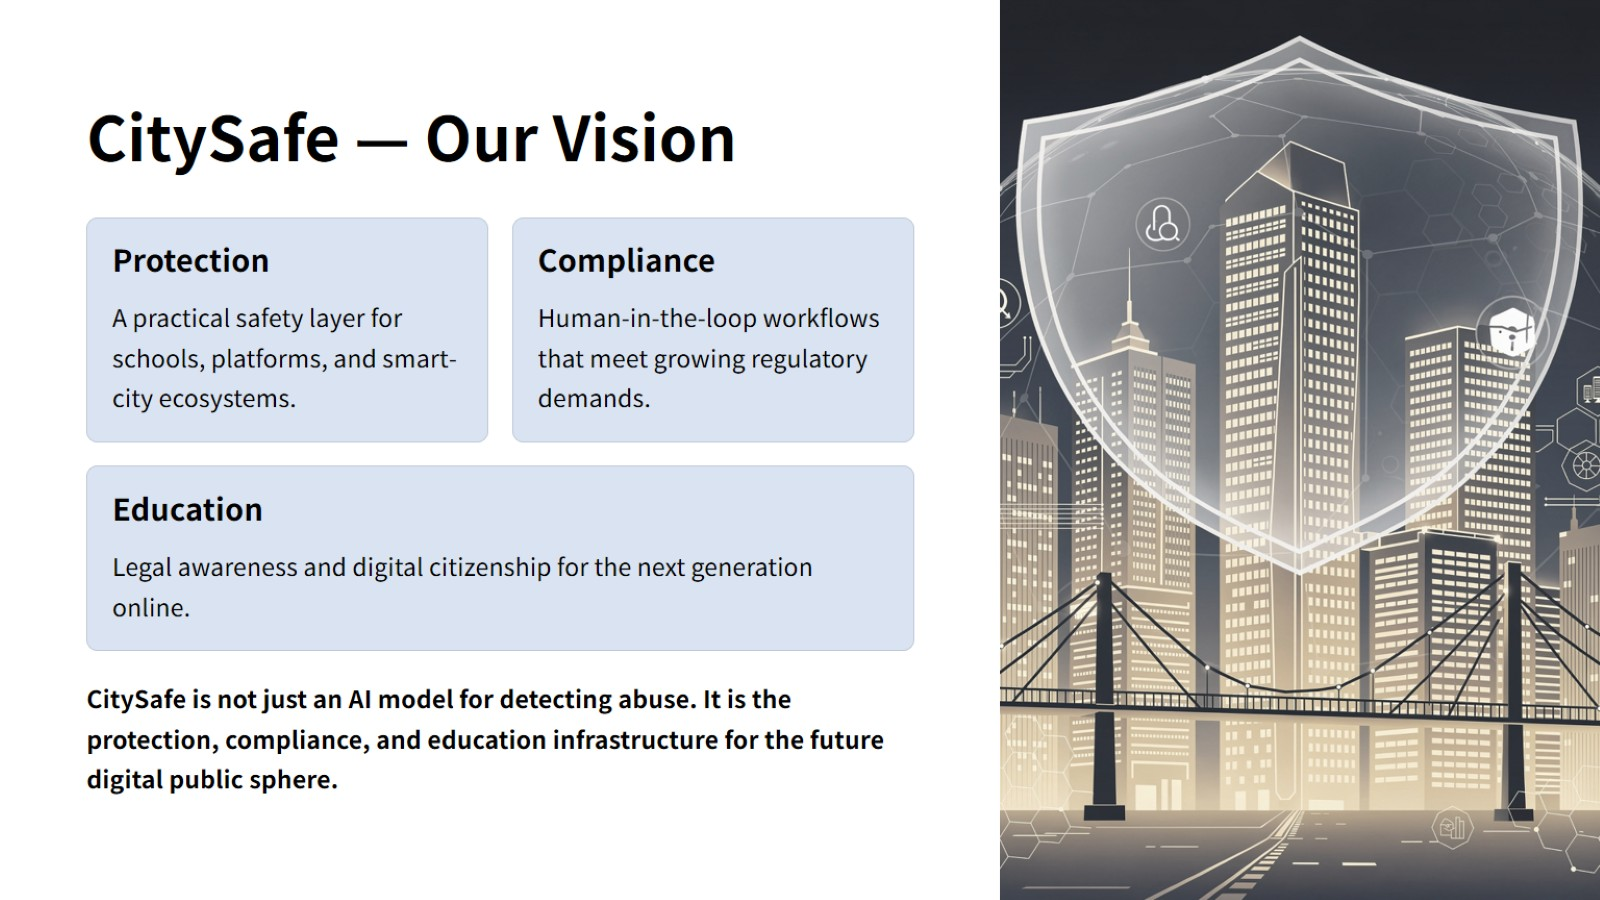 CitySafe — Our Vision
Protection
A practical safety layer for
schools, platforms, and smart-
city ecosystems.
Compliance
Human-in-the-loop workflows
that meet growing regulatory
demands.
Education
Legal awareness and digital citizenship for the next generation
online.
CitySafe is not just an AI model for detecting abuse. It is the
protection, compliance, and education infrastructure for the future
digital public sphere.